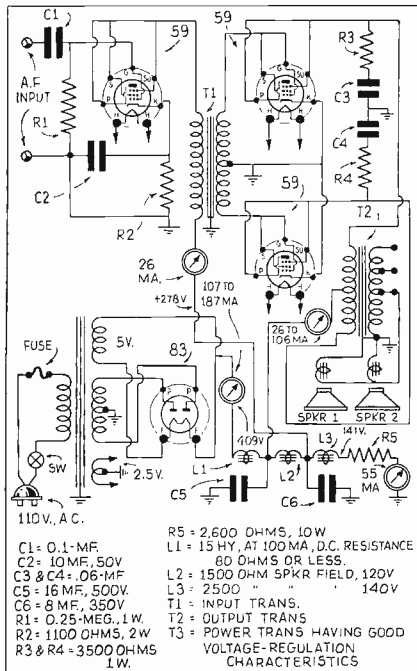 C1
59
59
R3
A.F
INPUT
G
SU
S
K
P
H
H
T1
G
SU
S
K
P
H
H
C3
R1
C4
C2
R4
59
R2
G
SU
S
K
P
H
H
T2
26
MA.
107 TO
187 MA
+278V
26 TO
106 MA
FUSE
5V.
83
P
SPKR 1
SPKR 2
409V
L1
L3
141V.
R5
SW
2.5V.
C5
L2
C6
55
MA
110 V., A.C.
C1 = 0.1-MF.
C2 = 10 MF., 50V
C3 & C4 = .06-MF
C5 = 16 MF., 500V.
C6 = 8 MF., 350V
R1 = 0.25-MEG., 1 W.
R2 = 1100 OHMS, 2W
R3 & R4 = 3500 OHMS
1 W.
R5 = 2,600 OHMS, 10W
L1 = 15 HY., AT 100 MA., D.C. RESISTANCE
80 OHMS OR LESS.
L2 = 1500 OHM SPKR FIELD, 120V
L3 = 2500 " " " 140V
T1 = INPUT TRANS.
T2 = OUTPUT TRANS
T3 = POWER TRANS HAVING GOOD
VOLTAGE-REGULATION
CHARACTERISTICS